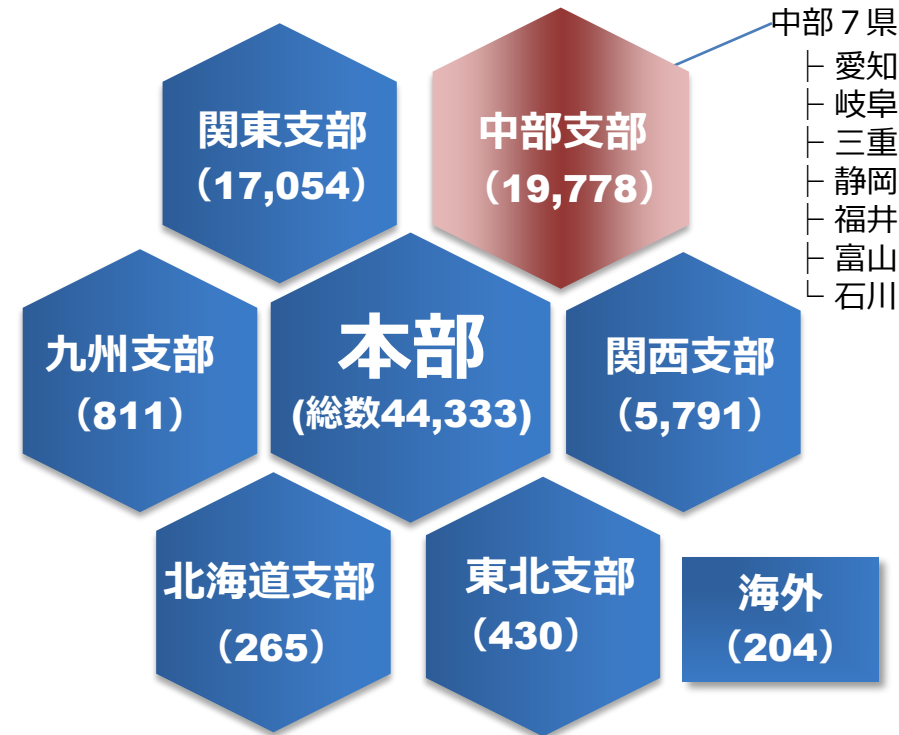 中部７県
├ 愛知
├ 岐阜
├ 三重
├ 静岡
├ 福井
├ 富山
└ 石川
関東支部
（17,054）
中部支部
（19,778）
九州支部
（811）
本部
(総数44,333)
関西支部
（5,791）
北海道支部
（265）
東北支部
（430）
海外
（204）